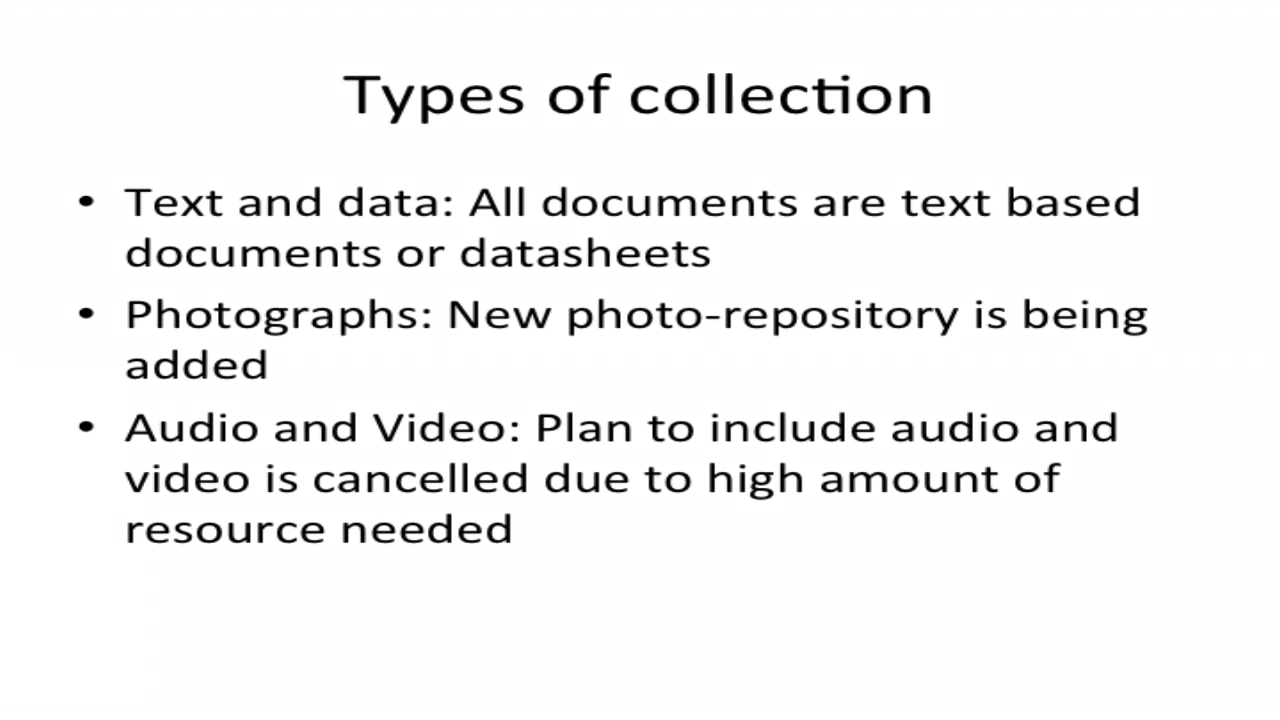 Types of collection
• Text and data: All documents are text based
documents or datasheets
• Photographs: New photo-repository is being
added
• Audio and Video: Plan to include audio and
video is cancelled due to high amount of
resource needed